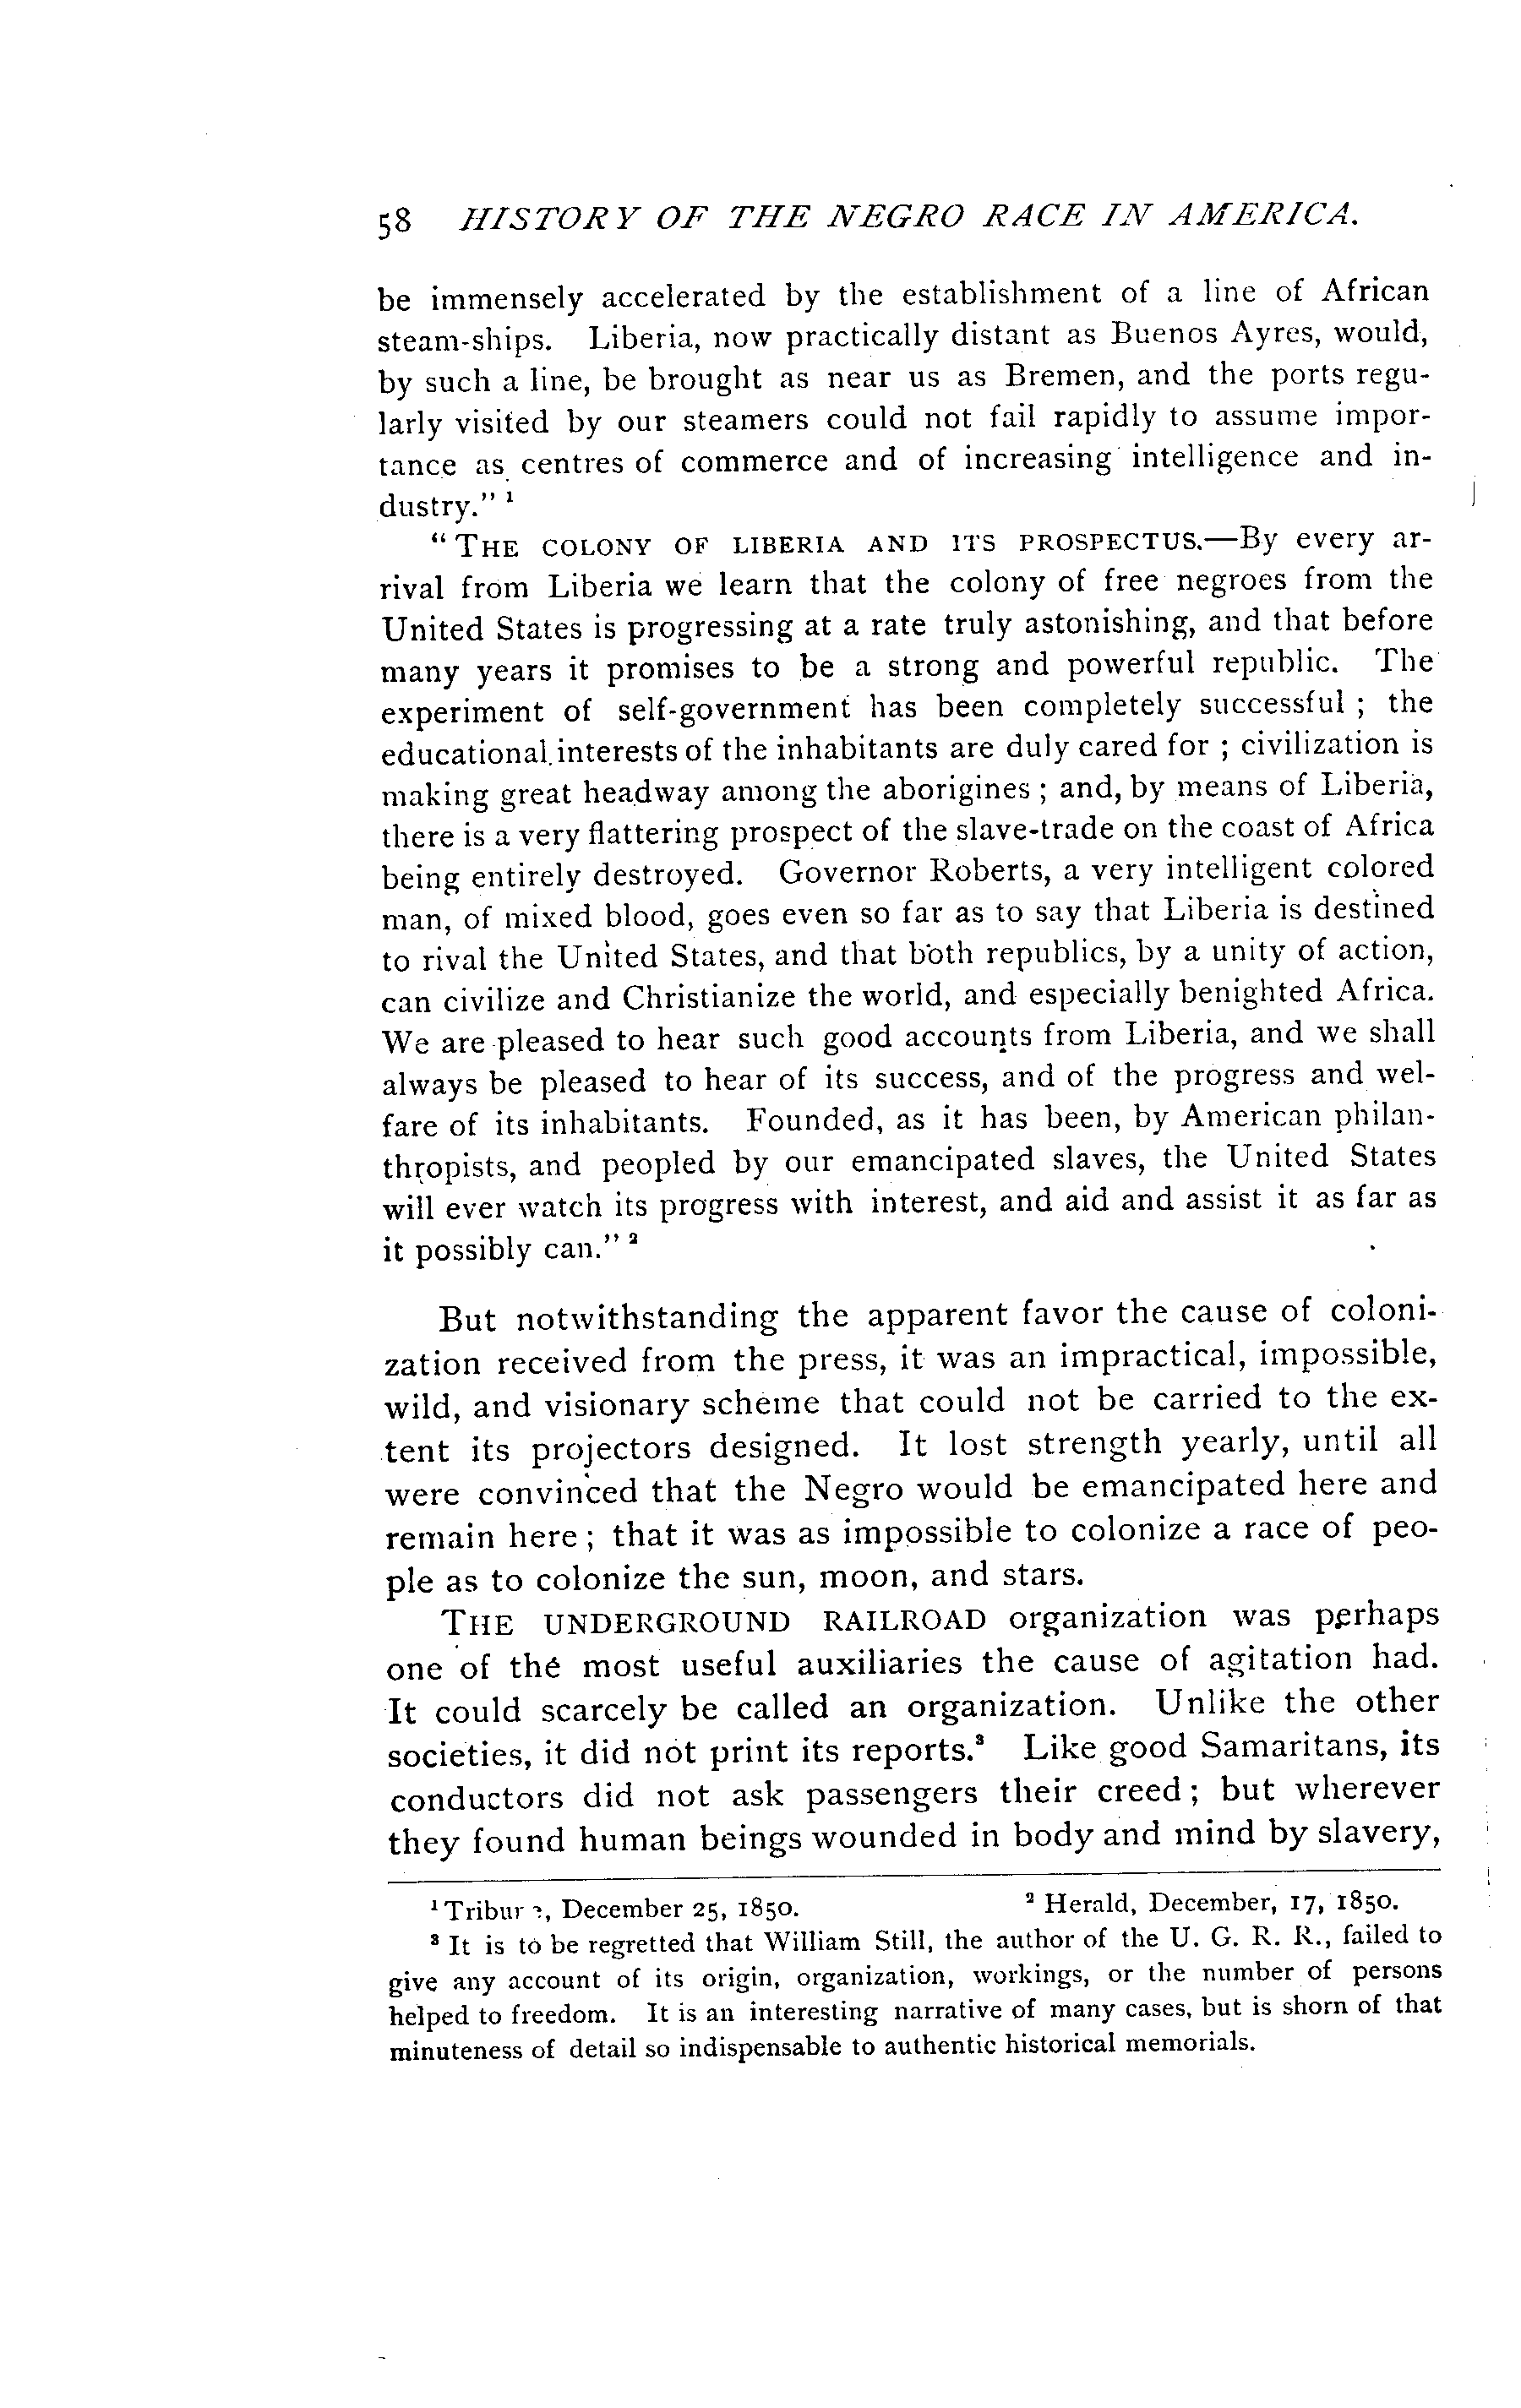 58 HISTORY OF THE NEGRO RACE IN AMERICA.
be immensely accelerated by the establishment of a line of African
steam-ships. Liberia, now practically distant as Buenos Ayres, would,
by such a line, be brought as near us as Bremen, and the ports regu-
larly visited by our steamers could not fail rapidly to assume impor-
tance as centres of commerce and of increasing intelligence and in-
dustry." ¹
"THE COLONY OF LIBERIA AND ITS PROSPECTUS.—By every ar-
rival from Liberia we learn that the colony of free negroes from the
United States is progressing at a rate truly astonishing, and that before
many years it promises to be a strong and powerful republic. The
experiment of self-government has been completely successful ; the
educational interests of the inhabitants are duly cared for ; civilization is
making great headway among the aborigines ; and, by means of Liberia,
there is a very flattering prospect of the slave-trade on the coast of Africa
being entirely destroyed. Governor Roberts, a very intelligent colored
man, of mixed blood, goes even so far as to say that Liberia is destined
to rival the United States, and that both republics, by a unity of action,
can civilize and Christianize the world, and especially benighted Africa.
We are pleased to hear such good accounts from Liberia, and we shall
always be pleased to hear of its success, and of the progress and wel-
fare of its inhabitants. Founded, as it has been, by American philan-
thropists, and peopled by our emancipated slaves, the United States
will ever watch its progress with interest, and aid and assist it as far as
it possibly can." ²
But notwithstanding the apparent favor the cause of coloni-
zation received from the press, it was an impractical, impossible,
wild, and visionary scheme that could not be carried to the ex-
tent its projectors designed. It lost strength yearly, until all
were convinced that the Negro would be emancipated here and
remain here ; that it was as impossible to colonize a race of peo-
ple as to colonize the sun, moon, and stars.
THE UNDERGROUND RAILROAD organization was perhaps
one of the most useful auxiliaries the cause of agitation had.
It could scarcely be called an organization. Unlike the other
societies, it did not print its reports.³ Like good Samaritans, its
conductors did not ask passengers their creed ; but wherever
they found human beings wounded in body and mind by slavery,
¹ Tribune, December 25, 1850. ² Herald, December, 17, 1850.
³ It is to be regretted that William Still, the author of the U. G. R. R., failed to
give any account of its origin, organization, workings, or the number of persons
helped to freedom. It is an interesting narrative of many cases, but is shorn of that
minuteness of detail so indispensable to authentic historical memorials.